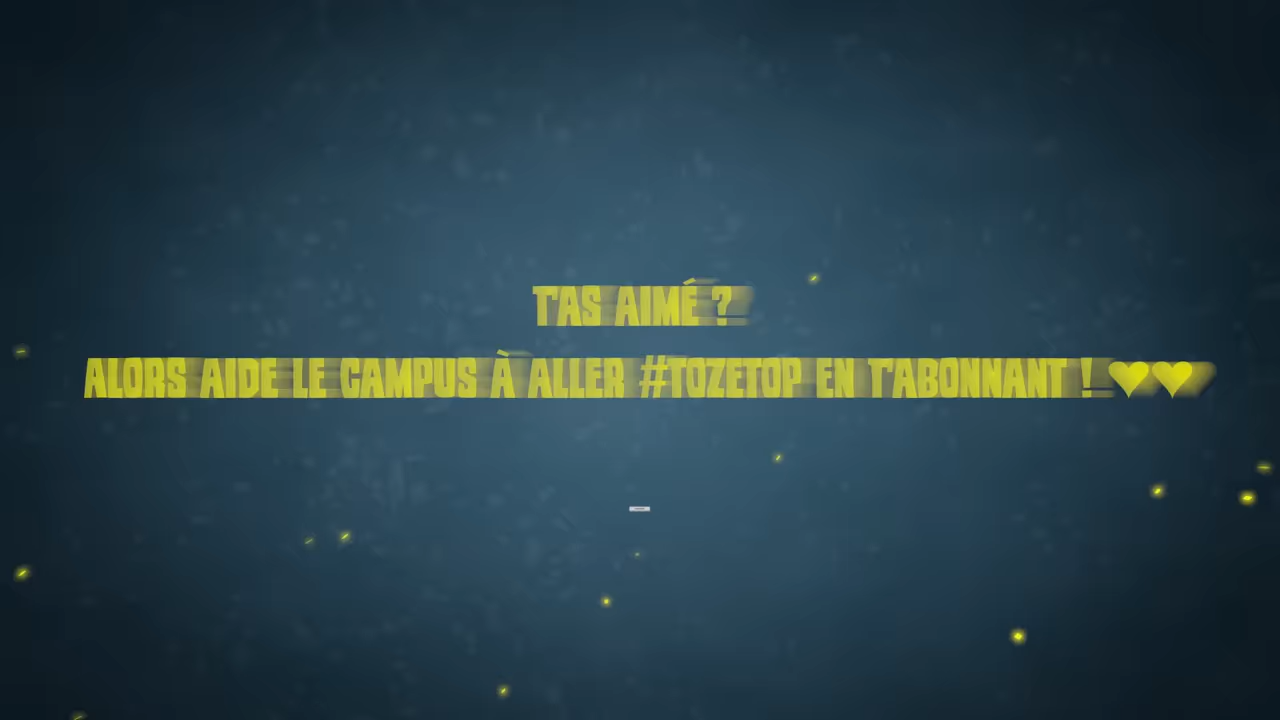 T'AS AIMÉ ?
ALORS AIDE LE CAMPUS À ALLER #TOZETOP EN T'ABONNANT ! ♥♥